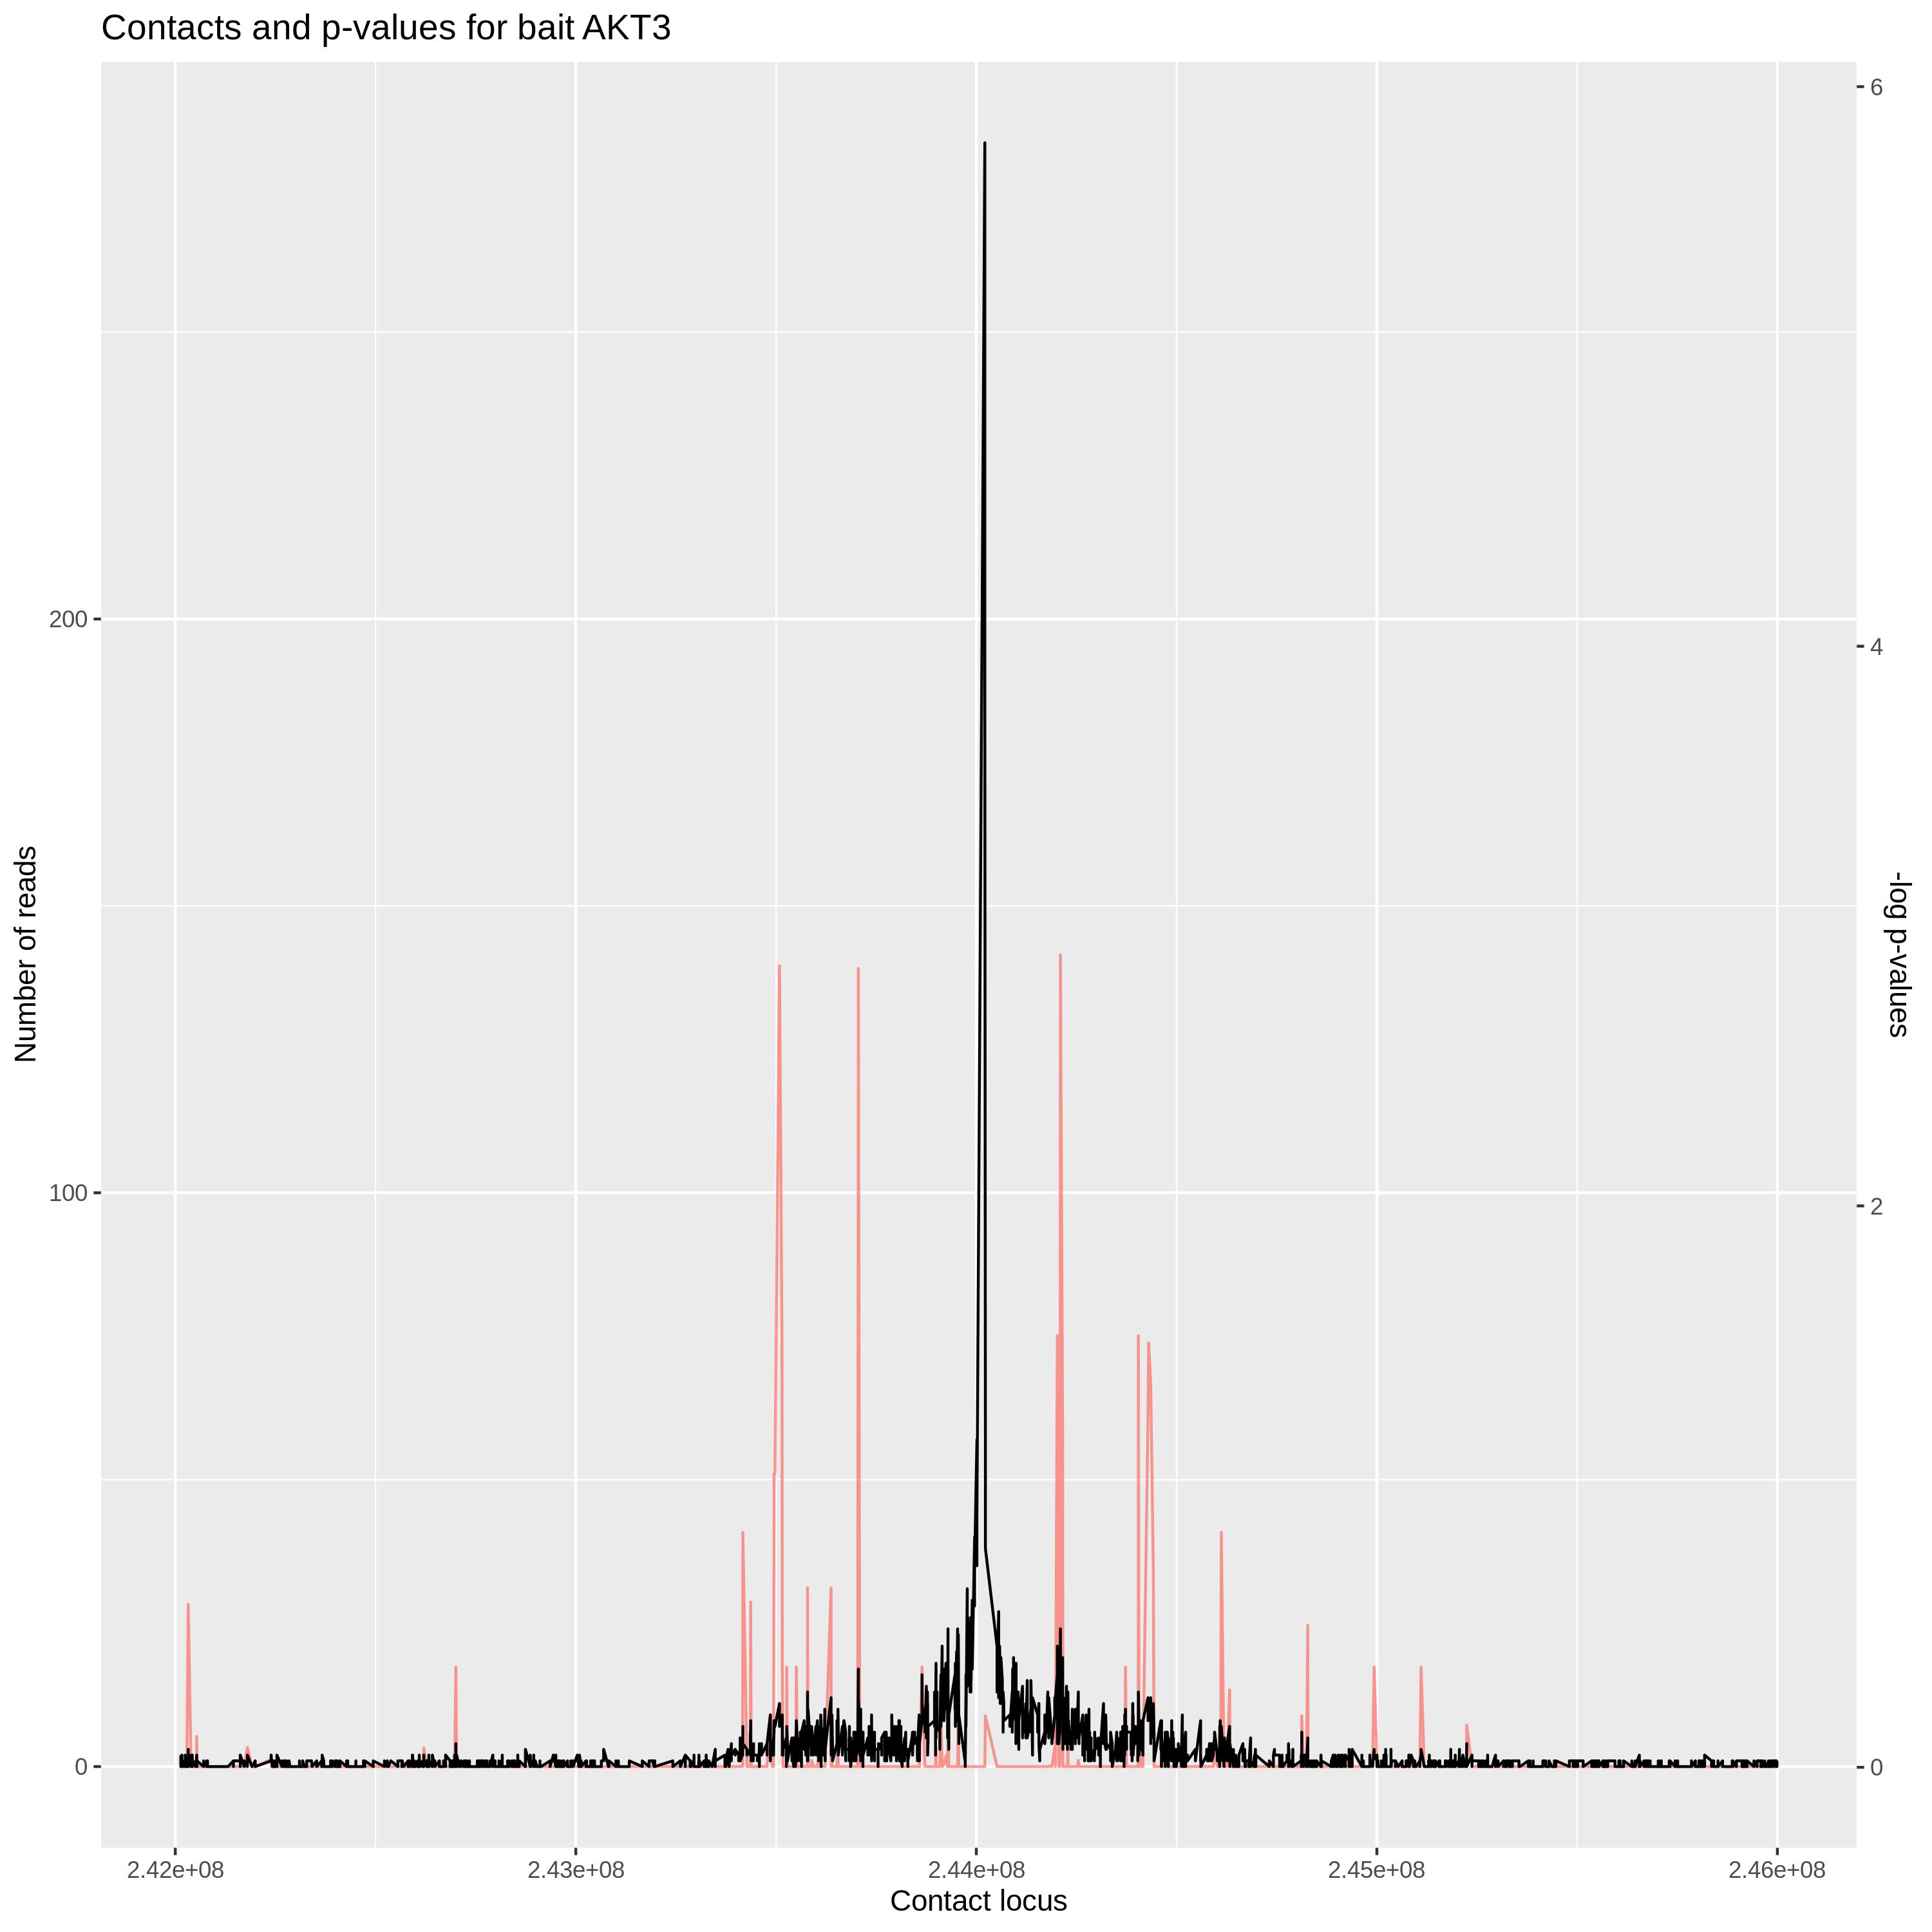 Contacts and p-values for bait AKT3
6
200
4
Number of reads
-log p-values
100
2
0
0
2.42e+08
2.43e+08
2.44e+08
2.45e+08
2.46e+08
Contact locus